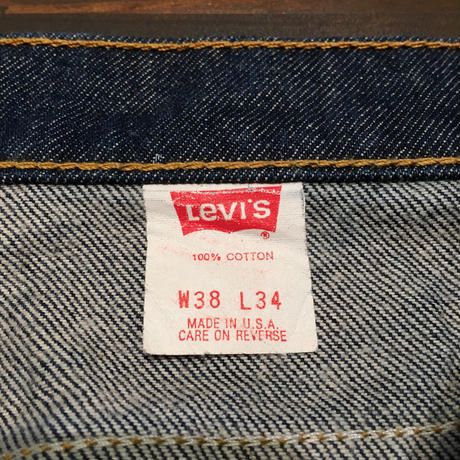 Levi's ®
100% COTTON
W38 L34
MADE IN U.S.A.
CARE ON REVERSE